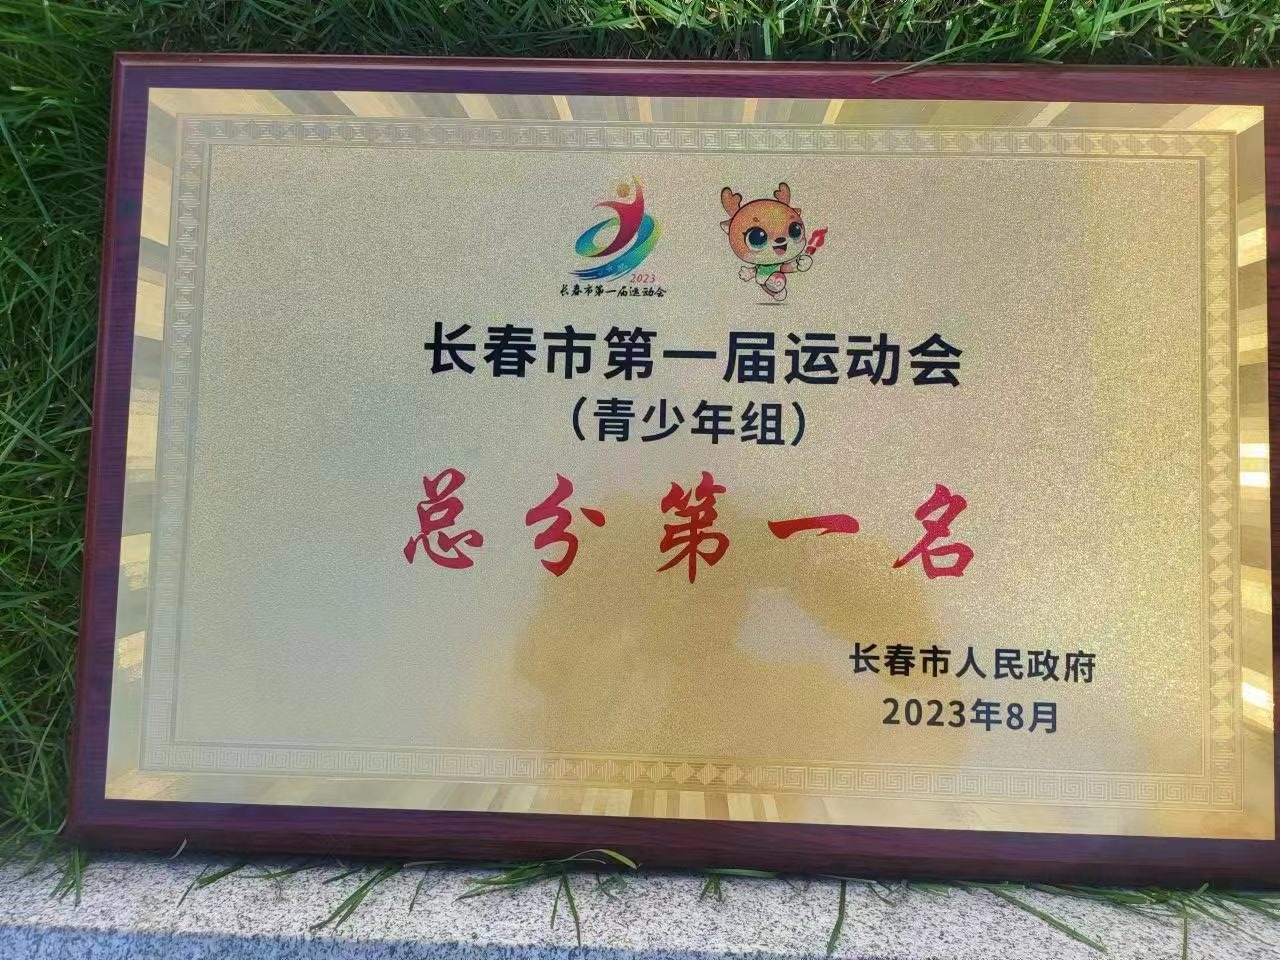 2023
长春市第一届运动会
长春市第一届运动会
（青少年组）
总分第一名
长春市人民政府
2023年8月